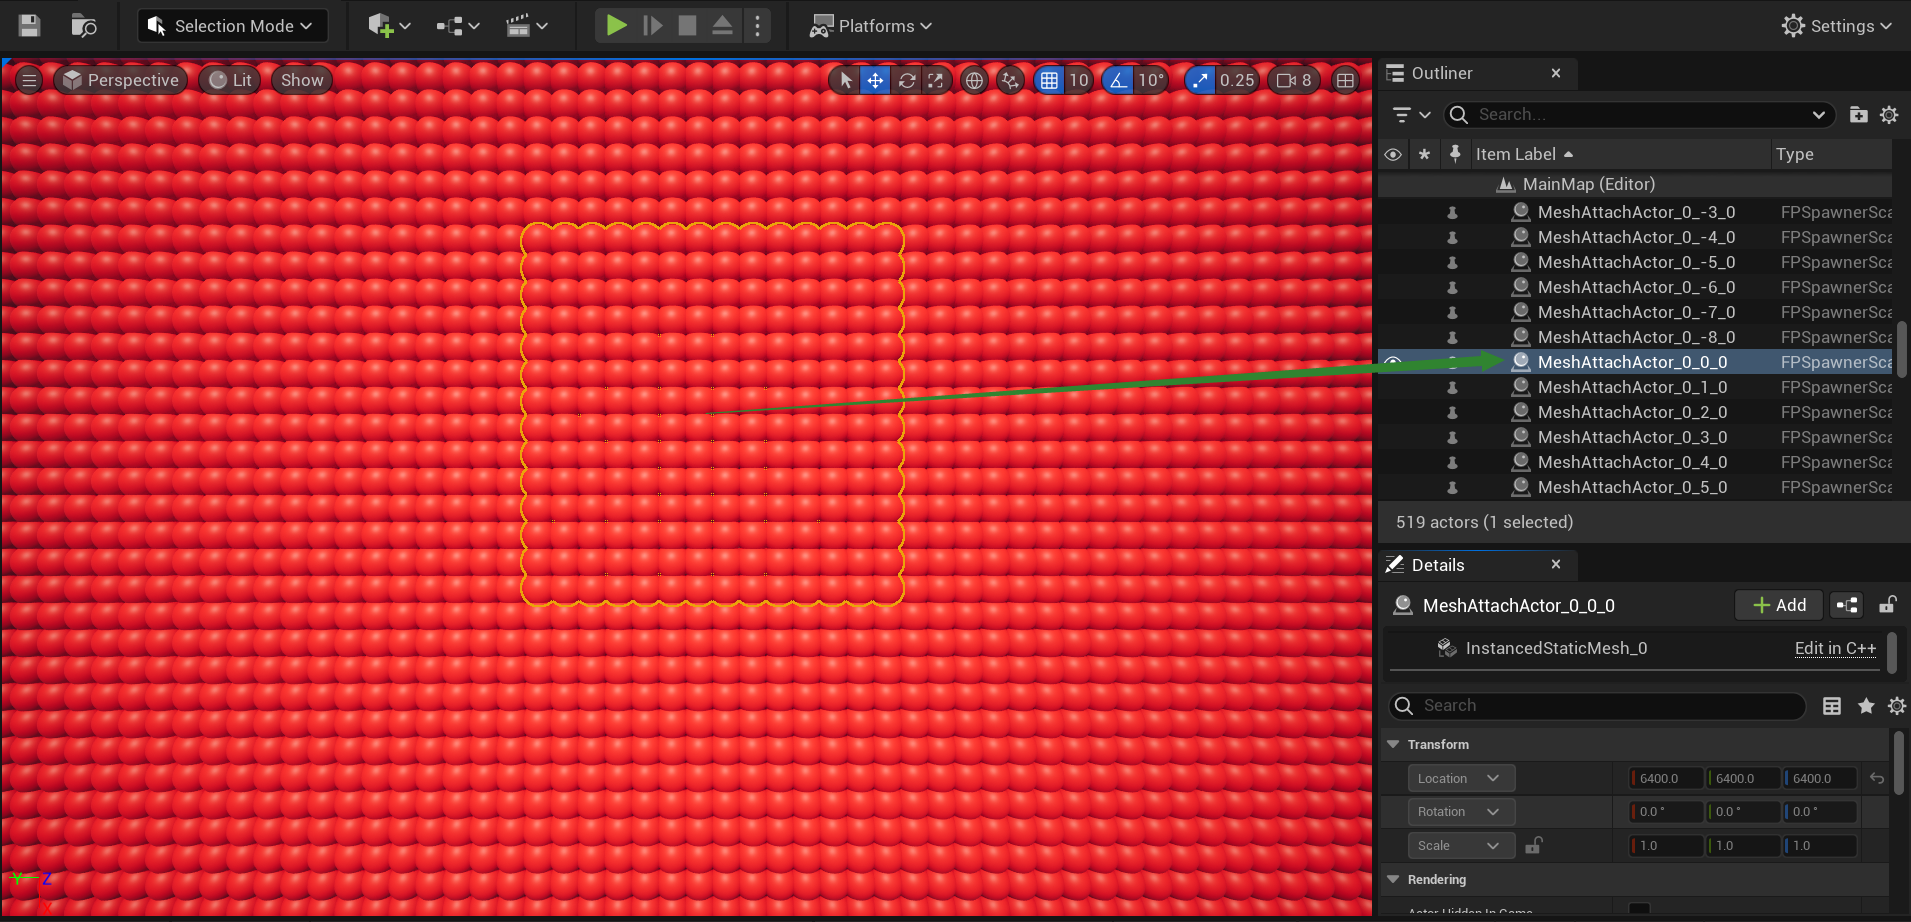 Selection Mode
Platforms
Settings
Perspective
Lit
Show
10
10°
0.25
8
Outliner
Search...
Item Label
Type
MainMap (Editor)
MeshAttachActor_0_-3_0 FPSpawnerSca
MeshAttachActor_0_-4_0 FPSpawnerSca
MeshAttachActor_0_-5_0 FPSpawnerSca
MeshAttachActor_0_-6_0 FPSpawnerSca
MeshAttachActor_0_-7_0 FPSpawnerSca
MeshAttachActor_0_-8_0 FPSpawnerSca
MeshAttachActor_0_0_0 FPSpawnerSca
MeshAttachActor_0_1_0 FPSpawnerSca
MeshAttachActor_0_2_0 FPSpawnerSca
MeshAttachActor_0_3_0 FPSpawnerSca
MeshAttachActor_0_4_0 FPSpawnerSca
MeshAttachActor_0_5_0 FPSpawnerSca
519 actors (1 selected)
Details
MeshAttachActor_0_0_0
Add
InstancedStaticMesh_0
Edit in C++
Search
Transform
Location 6400.0 6400.0 6400.0
Rotation 0.0 ° 0.0 ° 0.0 °
Scale 1.0 1.0 1.0
Rendering
Actor Hidden In Game
Y Z
X